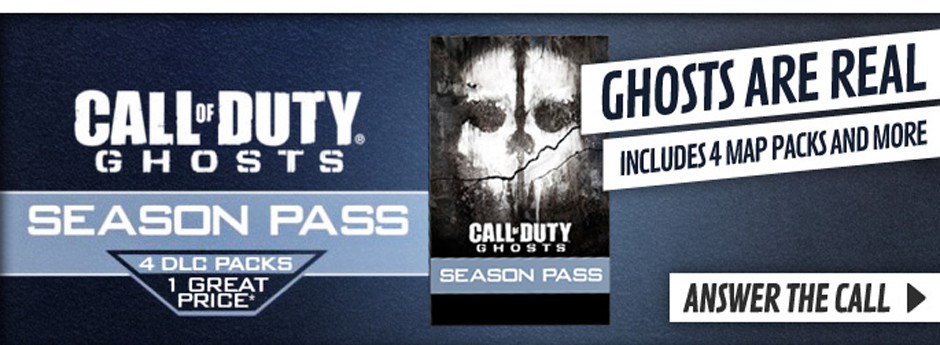 CALL OF DUTY®
GHOSTS
SEASON PASS
4 DLC PACKS
1 GREAT
PRICE*
CALL OF DUTY
GHOSTS
SEASON PASS
GHOSTS ARE REAL
INCLUDES 4 MAP PACKS AND MORE
ANSWER THE CALL